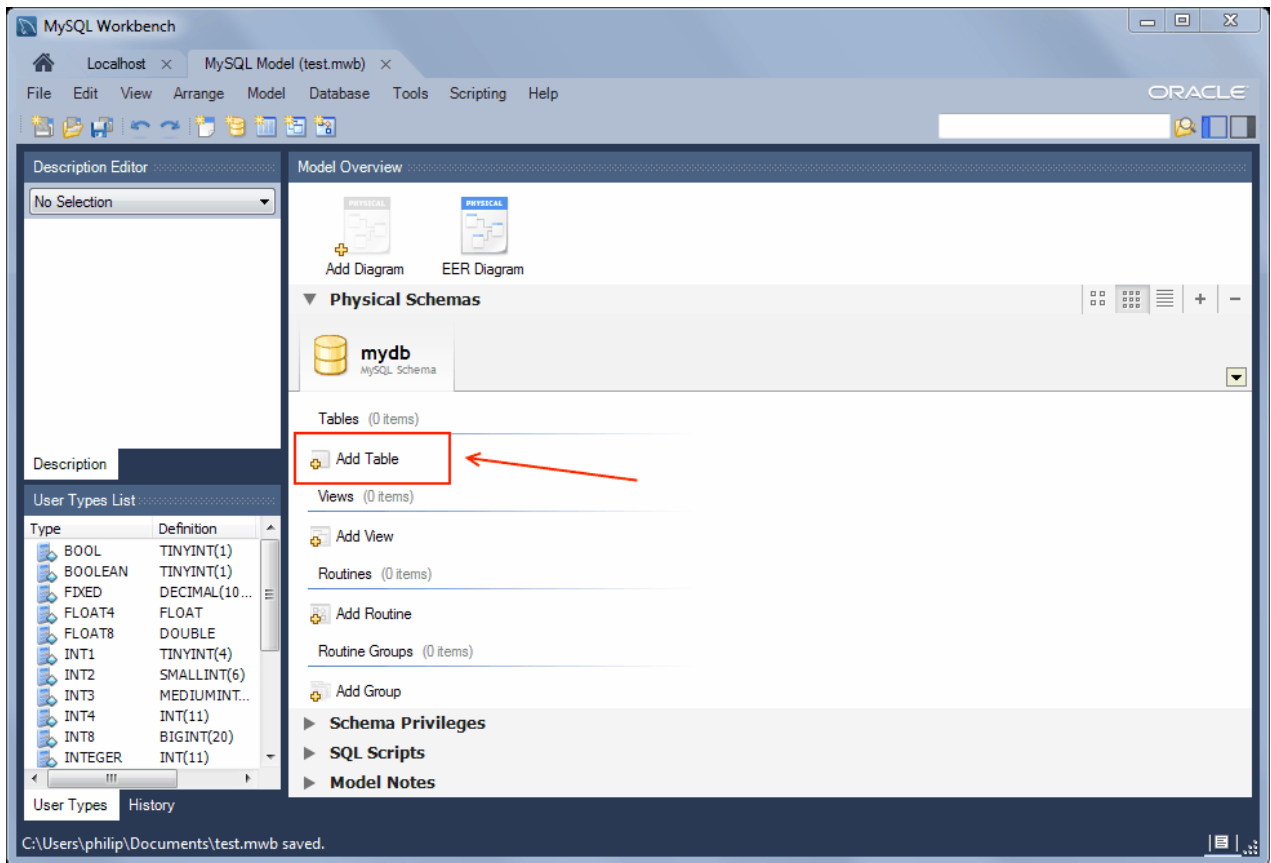 MySQL Workbench
Localhost
MySQL Model (test.mwb)
File Edit View Arrange Model Database Tools Scripting Help
ORACLE
Description Editor
No Selection
Description
User Types List
Type Definition
BOOL TINYINT(1)
BOOLEAN TINYINT(1)
FIXED DECIMAL(10...
FLOAT4 FLOAT
FLOAT8 DOUBLE
INT1 TINYINT(4)
INT2 SMALLINT(6)
INT3 MEDIUMINT...
INT4 INT(11)
INT8 BIGINT(20)
INTEGER INT(11)
User Types History
Model Overview
PHYSICAL PHYSICAL
Add Diagram EER Diagram
Physical Schemas
mydb
MySQL Schema
Tables (0 items)
Add Table
Views (0 items)
Add View
Routines (0 items)
Add Routine
Routine Groups (0 items)
Add Group
Schema Privileges
SQL Scripts
Model Notes
C:\Users\philip\Documents\test.mwb saved.